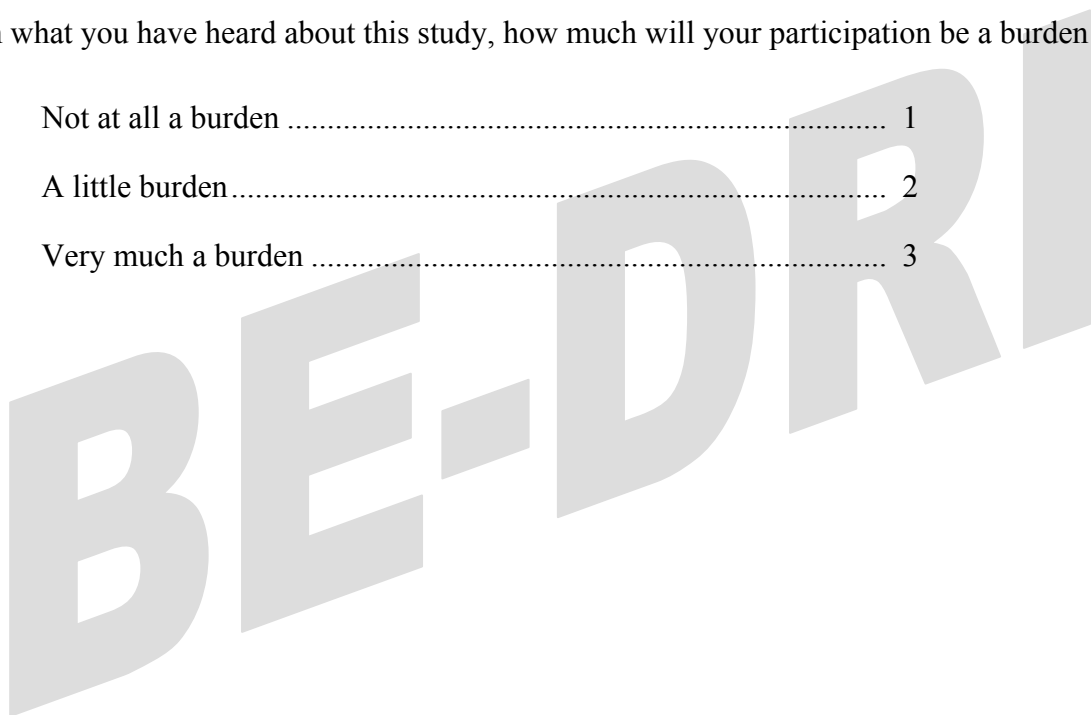 what you have heard about this study, how much will your participation be a burden
Not at all a burden ........................................................................... 1
A little burden.................................................................................. 2
Very much a burden ........................................................................ 3
BE-DRI